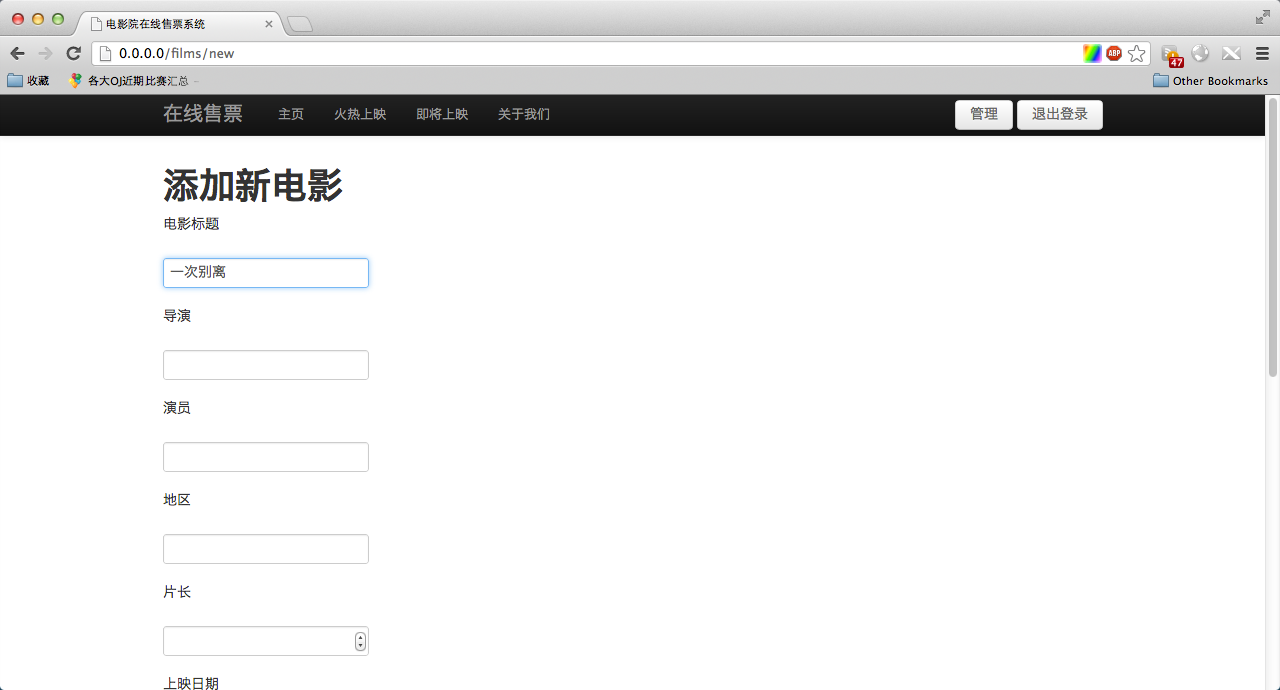 电影院在线售票系统
0.0.0.0/films/new
ABP
47
收藏
各大OJ近期比赛汇总 -
Other Bookmarks
在线售票 主页 火热上映 即将上映 关于我们 管理 退出登录
添加新电影
电影标题
一次别离
导演
演员
地区
片长
上映日期